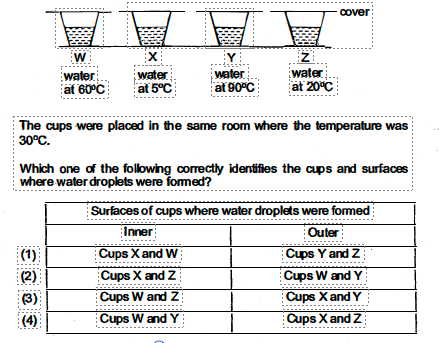 cover
W X Y Z
water water water water
at 60ºC at 5ºC at 90ºC at 20ºC
The cups were placed in the same room where the temperature was
30ºC.
Which one of the following correctly identifies the cups and surfaces
where water droplets were formed?
Surfaces of cups where water droplets were formed
Inner Outer
(1) Cups X and W Cups Y and Z
(2) Cups X and Z Cups W and Y
(3) Cups W and Z Cups X and Y
(4) Cups W and Y Cups X and Z